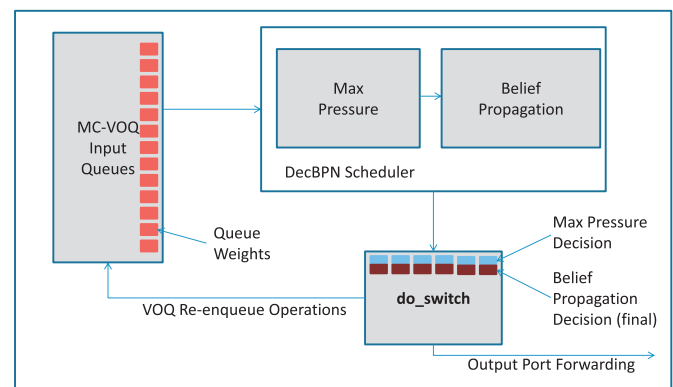 MC-VOQ
Input
Queues
Max
Pressure
Belief
Propagation
DecBPN Scheduler
Queue
Weights
Max Pressure
Decision
Belief
Propagation
Decision (final)
do_switch
VOQ Re-enqueue Operations
Output Port Forwarding